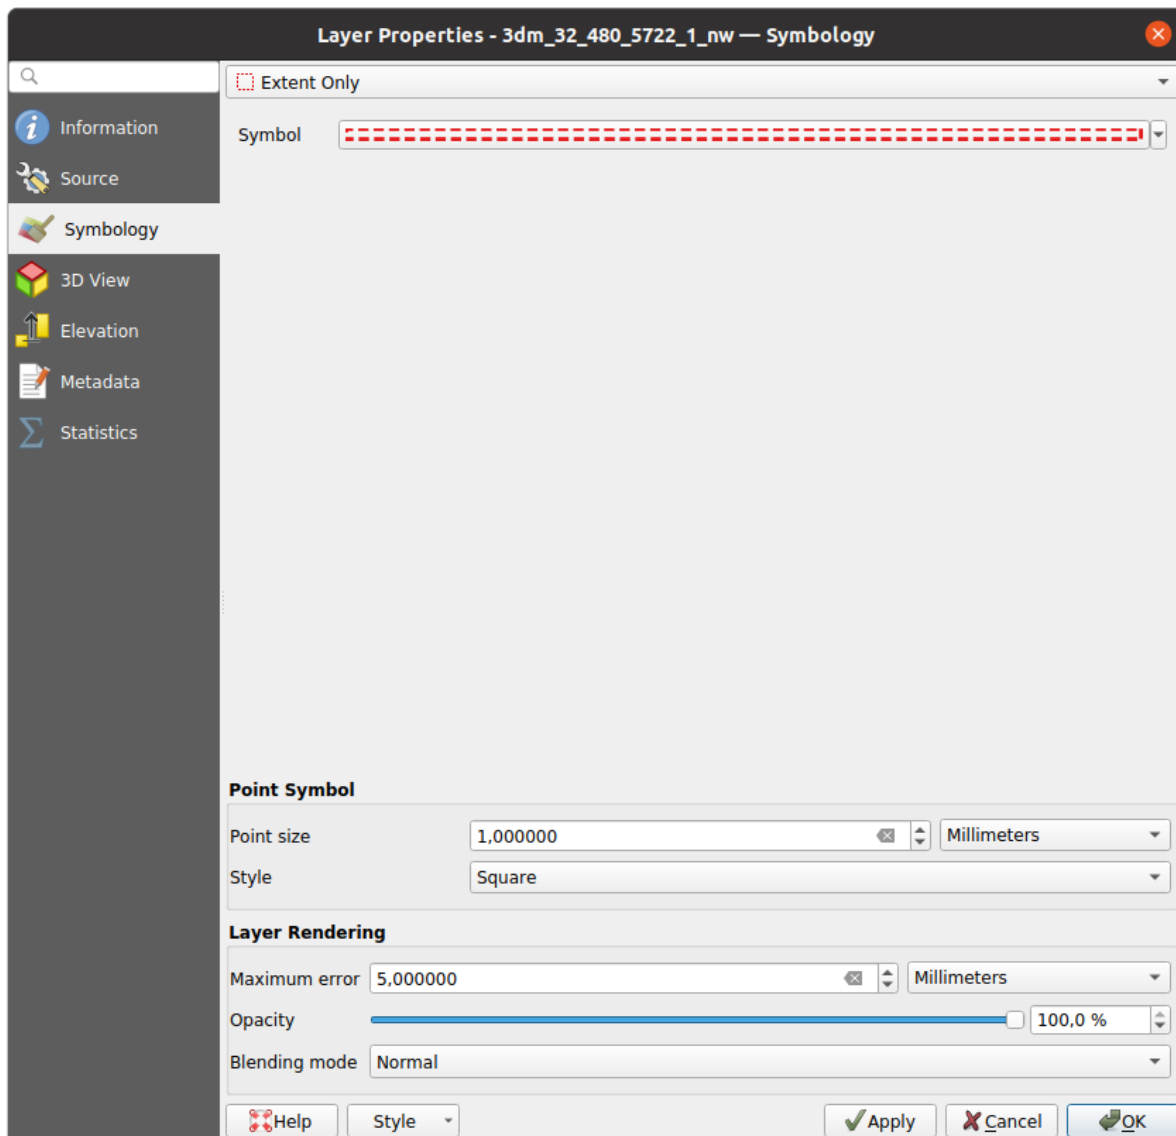 Layer Properties - 3dm_32_480_5722_1_nw — Symbology
Information
Source
Symbology
3D View
Elevation
Metadata
Statistics
Extent Only
Symbol
Point Symbol
Point size 1,000000 Millimeters
Style Square
Layer Rendering
Maximum error 5,000000 Millimeters
Opacity 100,0 %
Blending mode Normal
Help Style Apply Cancel OK